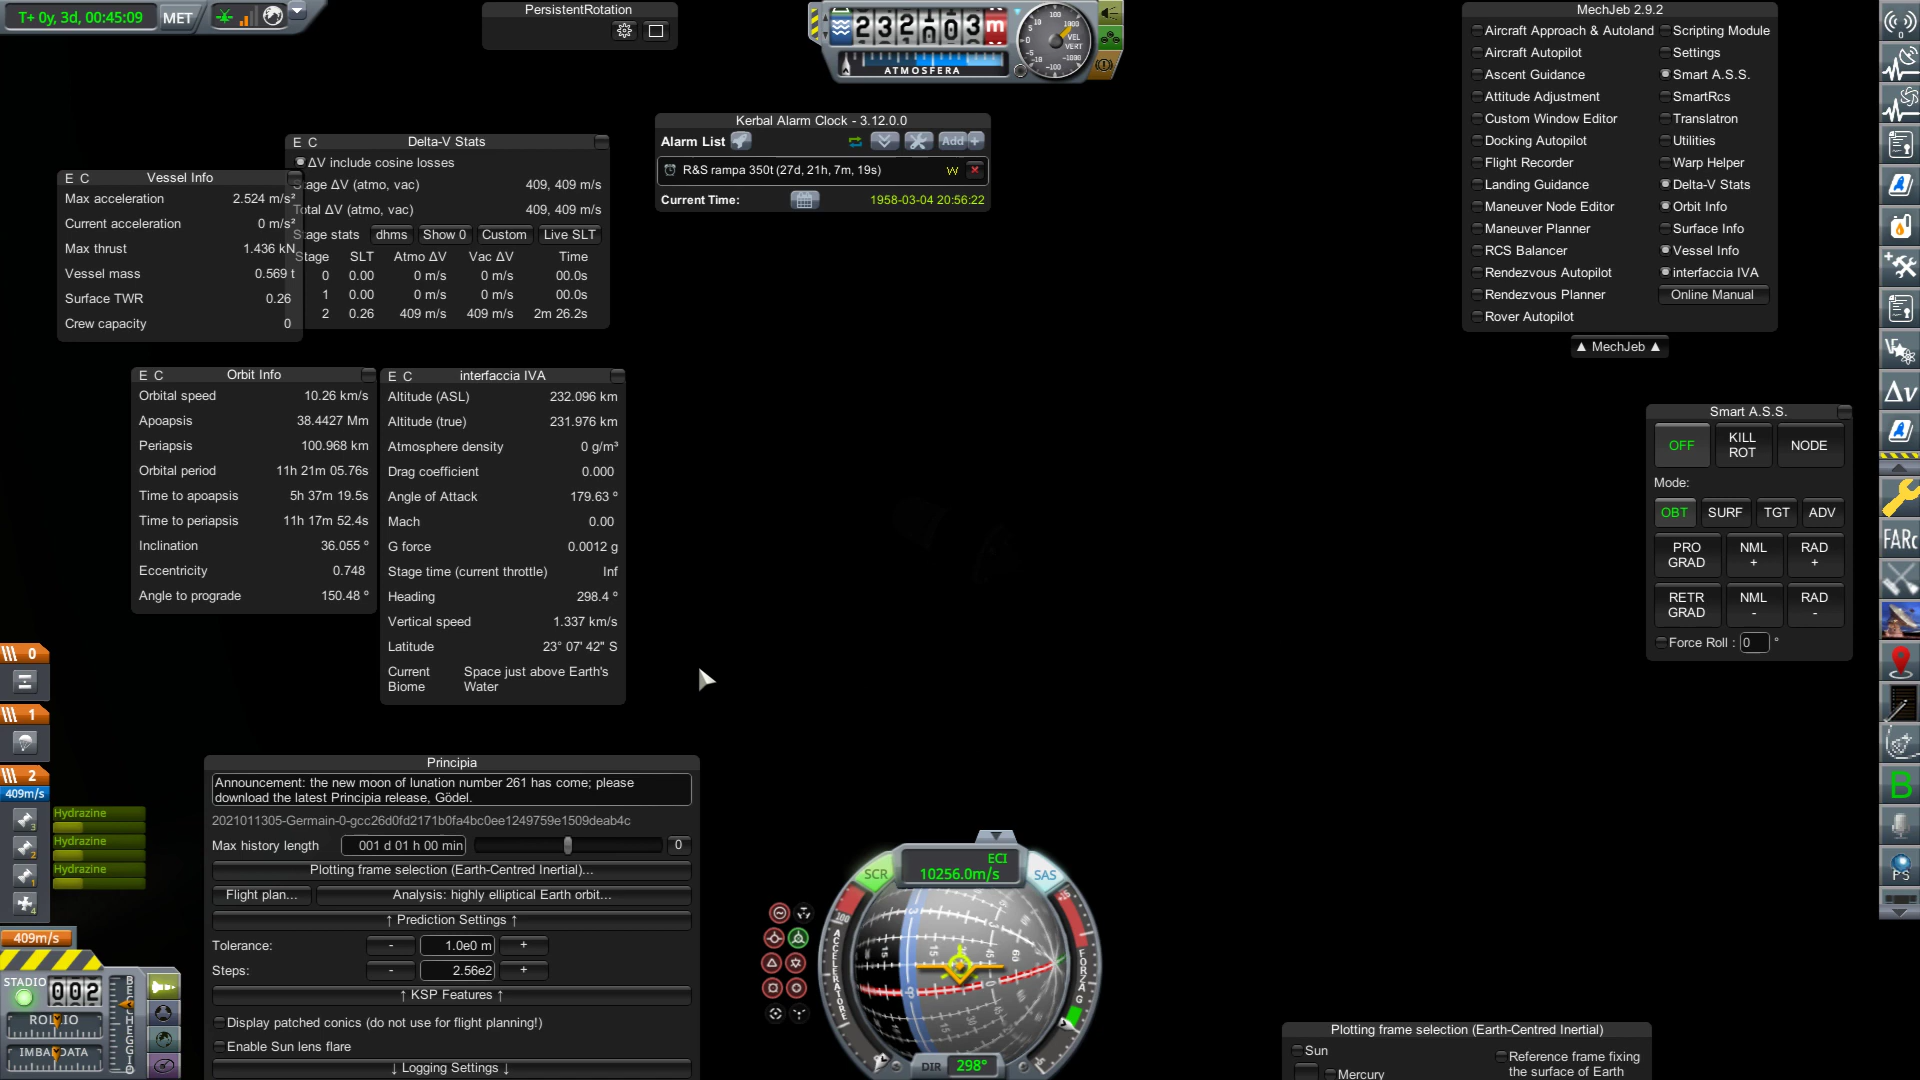 T+ 0y, 3d, 00:45:09 MET
PersistentRotation
232103 m
ATMOSFERA
VEL VERT
MechJeb 2.9.2
Aircraft Approach & Autoland
Scripting Module
Aircraft Autopilot
Settings
Ascent Guidance
Smart A.S.S.
Attitude Adjustment
SmartRcs
Custom Window Editor
Translatron
Docking Autopilot
Utilities
Flight Recorder
Warp Helper
Landing Guidance
Delta-V Stats
Maneuver Node Editor
Orbit Info
Maneuver Planner
Surface Info
RCS Balancer
Vessel Info
Rendezvous Autopilot
interfaccia IVA
Rendezvous Planner
Online Manual
Rover Autopilot
▲ MechJeb ▲
Kerbal Alarm Clock - 3.12.0.0
Alarm List Add +
R&S rampa 350t (27d, 21h, 7m, 19s) W
Current Time: 1958-03-04 20:56:22
E C Delta-V Stats
ΔV include cosine losses
Stage ΔV (atmo, vac) 409, 409 m/s
Total ΔV (atmo, vac) 409, 409 m/s
Stage stats dhms Show 0 Custom Live SLT
Stage SLT Atmo ΔV Vac ΔV Time
0 0.00 0 m/s 0 m/s 00.0s
1 0.00 0 m/s 0 m/s 00.0s
2 0.26 409 m/s 409 m/s 2m 26.2s
E C Vessel Info
Max acceleration 2.524 m/s²
Current acceleration 0 m/s²
Max thrust 1.436 kN
Vessel mass 0.569 t
Surface TWR 0.26
Crew capacity 0
E C Orbit Info
Orbital speed 10.26 km/s
Apoapsis 38.4427 Mm
Periapsis 100.968 km
Orbital period 11h 21m 05.76s
Time to apoapsis 5h 37m 19.5s
Time to periapsis 11h 17m 52.4s
Inclination 36.055 º
Eccentricity 0.748
Angle to prograde 150.48 º
E C interfaccia IVA
Altitude (ASL) 232.096 km
Altitude (true) 231.976 km
Atmosphere density 0 g/m³
Drag coefficient 0.000
Angle of Attack 179.63 º
Mach 0.00
G force 0.0012 g
Stage time (current throttle) Inf
Heading 298.4 º
Vertical speed 1.337 km/s
Latitude 23° 07' 42" S
Current Biome Space just above Earth's Water
Smart A.S.S.
OFF KILL ROT NODE
Mode:
OBT SURF TGT ADV
PRO GRAD NML + RAD +
RETR GRAD NML - RAD -
Force Roll : 0 °
Δv
FARc
B
PS
0
1
2
409m/s
Hydrazine
Hydrazine
Hydrazine
409m/s
STADIO 002
ROLLIO
IMBARDATA
BECCHEGGIO
Principia
Announcement: the new moon of lunation number 261 has come; please
download the latest Principia release, Gödel.
2021011305-Germain-0-gcc26d0fd2171b0fa4bc0ee1249759e1509deab4c
Max history length 001 d 01 h 00 min 0
Plotting frame selection (Earth-Centred Inertial)...
Flight plan... Analysis: highly elliptical Earth orbit...
↑ Prediction Settings ↑
Tolerance: - 1.0e0 m +
Steps: - 2.56e2 +
↑ KSP Features ↑
Display patched conics (do not use for flight planning!)
Enable Sun lens flare
↓ Logging Settings ↓
ECI
10256.0m/s
SCR SAS
ACCELERATORE
FORZA G
DIR 298°
Plotting frame selection (Earth-Centred Inertial)
Sun
Mercury
Reference frame fixing
the surface of Earth